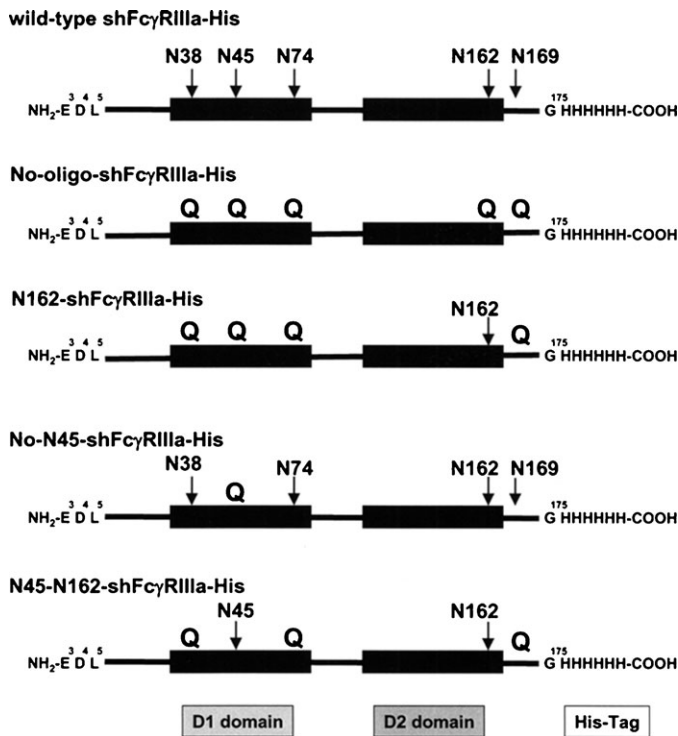 wild-type shFcγRIIIa-His
N38 N45 N74 N162 N169
3 4 5 175
NH₂-E D L G HHHHHH-COOH
No-oligo-shFcγRIIIa-His
Q Q Q Q Q
3 4 5 175
NH₂-E D L G HHHHHH-COOH
N162-shFcγRIIIa-His
N162
Q Q Q Q
3 4 5 175
NH₂-E D L G HHHHHH-COOH
No-N45-shFcγRIIIa-His
N38 N74 N162 N169
Q
3 4 5 175
NH₂-E D L G HHHHHH-COOH
N45-N162-shFcγRIIIa-His
N45 N162
Q Q Q
3 4 5 175
NH₂-E D L G HHHHHH-COOH
D1 domain D2 domain His-Tag